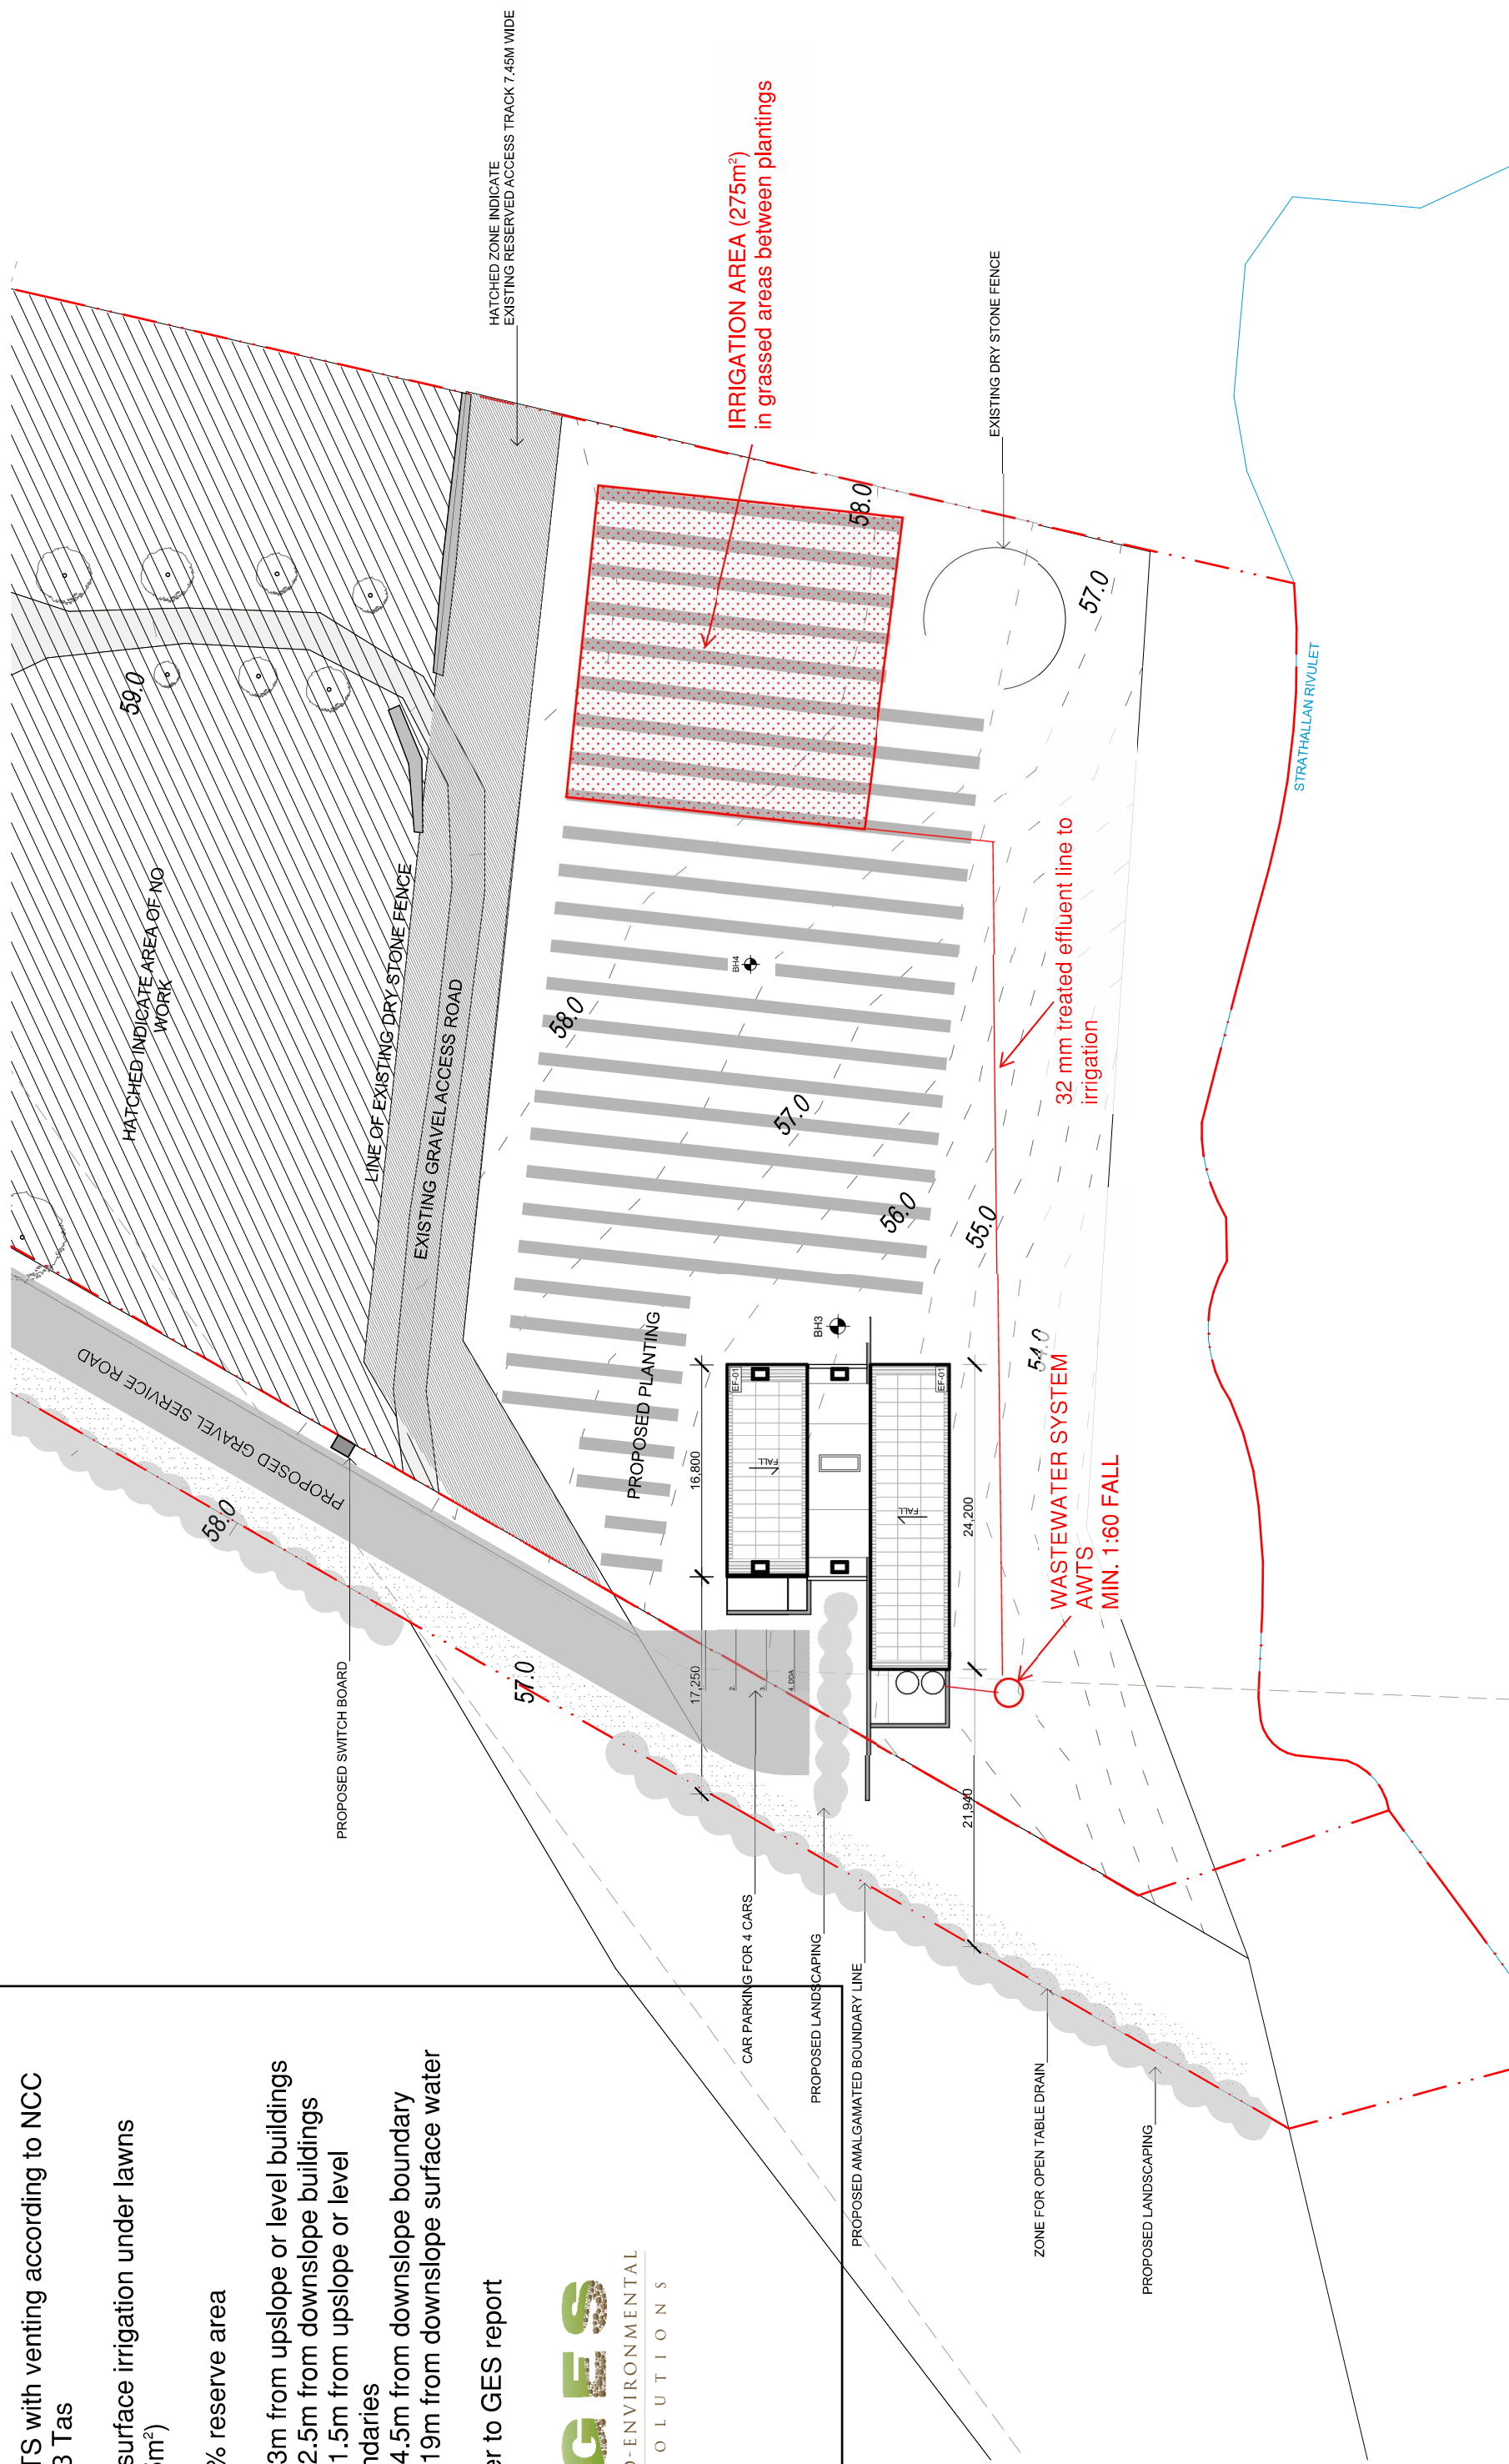 HATCHED ZONE INDICATE
EXISTING RESERVED ACCESS TRACK 7.45M WIDE
IRRIGATION AREA (275m²)
in grassed areas between plantings
EXISTING DRY STONE FENCE
58.0
57.0
59.0
HATCHED INDICATE AREA OF NO
WORK
LINE OF EXISTING DRY STONE FENCE
EXISTING GRAVEL ACCESS ROAD
STRATHALLAN RIVULET
32 mm treated effluent line to
irrigation
BH4
58.0
57.0
56.0
55.0
54.0
BH3
PROPOSED PLANTING
PROPOSED GRAVEL SERVICE ROAD
58.0
57.0
EF-01
EF-01
FALL
FALL
16,800
24,200
17,250
21,940
2
3
4. DDA
WASTEWATER SYSTEM
AWTS
MIN. 1:60 FALL
PROPOSED SWITCH BOARD
CAR PARKING FOR 4 CARS
PROPOSED LANDSCAPING
PROPOSED AMALGAMATED BOUNDARY LINE
ZONE FOR OPEN TABLE DRAIN
PROPOSED LANDSCAPING
TS with venting according to NCC
Tas
surface irrigation under lawns
m²)
% reserve area
3m from upslope or level buildings
2.5m from downslope buildings
1.5m from upslope or level
ndaries
4.5m from downslope boundary
19m from downslope surface water
er to GES report
GES
O-ENVIRONMENTAL
OLUTIONS